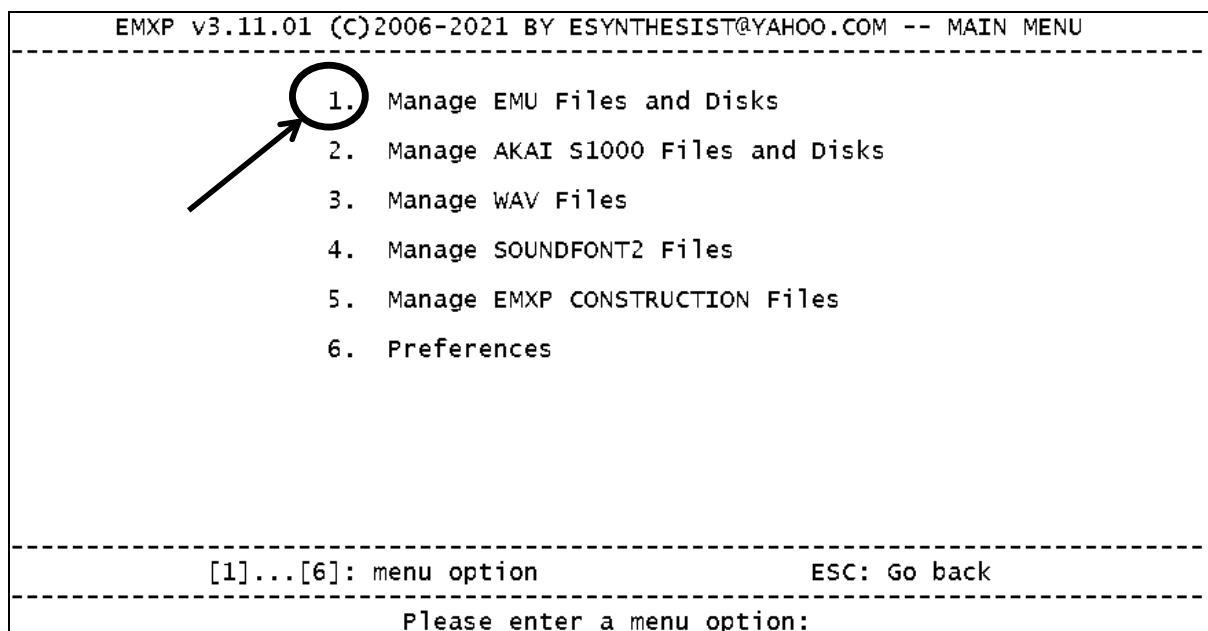 EMXP v3.11.01 (C)2006-2021 BY ESYNTHESIST@YAHOO.COM -- MAIN MENU
1. Manage EMU Files and Disks
2. Manage AKAI S1000 Files and Disks
3. Manage WAV Files
4. Manage SOUNDFONT2 Files
5. Manage EMXP CONSTRUCTION Files
6. Preferences
[1]...[6]: menu option ESC: Go back
Please enter a menu option: